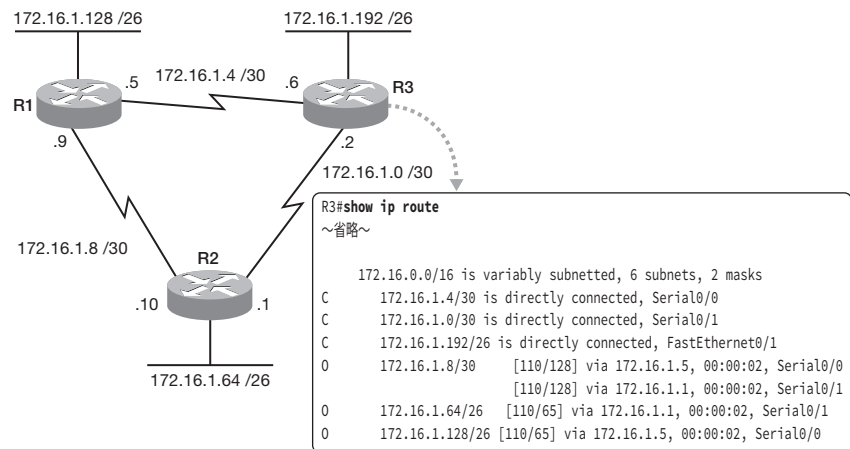 172.16.1.128 /26
172.16.1.192 /26
.5
172.16.1.4 /30
.6
R3
R1
.9
.2
172.16.1.0 /30
172.16.1.8 /30
R2
.10
.1
172.16.1.64 /26
R3#show ip route
～省略～
172.16.0.0/16 is variably subnetted, 6 subnets, 2 masks
C 172.16.1.4/30 is directly connected, Serial0/0
C 172.16.1.0/30 is directly connected, Serial0/1
C 172.16.1.192/26 is directly connected, FastEthernet0/1
O 172.16.1.8/30 [110/128] via 172.16.1.5, 00:00:02, Serial0/0
[110/128] via 172.16.1.1, 00:00:02, Serial0/1
O 172.16.1.64/26 [110/65] via 172.16.1.1, 00:00:02, Serial0/1
O 172.16.1.128/26 [110/65] via 172.16.1.5, 00:00:02, Serial0/0